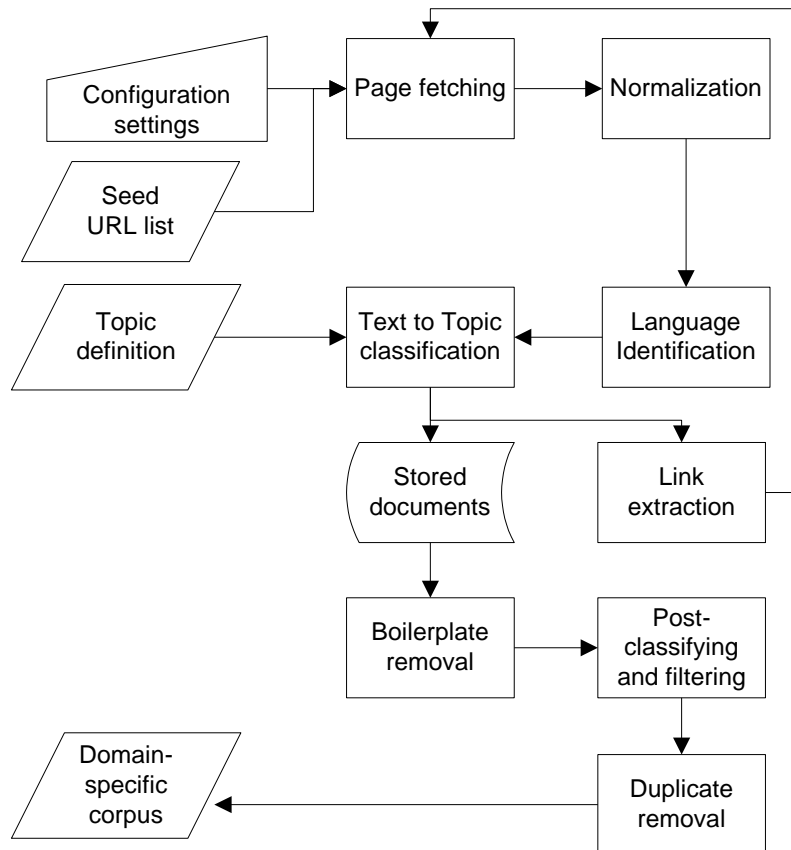 Configuration
settings
Page fetching
Normalization
Seed
URL list
Topic
definition
Text to Topic
classification
Language
Identification
Stored
documents
Link
extraction
Boilerplate
removal
Post-
classifying
and filtering
Domain-
specific
corpus
Duplicate
removal